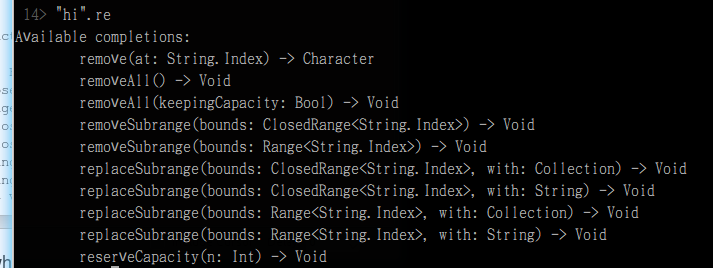 14> "hi".re
Available completions:
remove(at: String.Index) -> Character
removeAll() -> Void
removeAll(keepingCapacity: Bool) -> Void
removeSubrange(bounds: ClosedRange<String.Index>) -> Void
removeSubrange(bounds: Range<String.Index>) -> Void
replaceSubrange(bounds: ClosedRange<String.Index>, with: Collection) -> Void
replaceSubrange(bounds: ClosedRange<String.Index>, with: String) -> Void
replaceSubrange(bounds: Range<String.Index>, with: Collection) -> Void
replaceSubrange(bounds: Range<String.Index>, with: String) -> Void
reserveCapacity(n: Int) -> Void